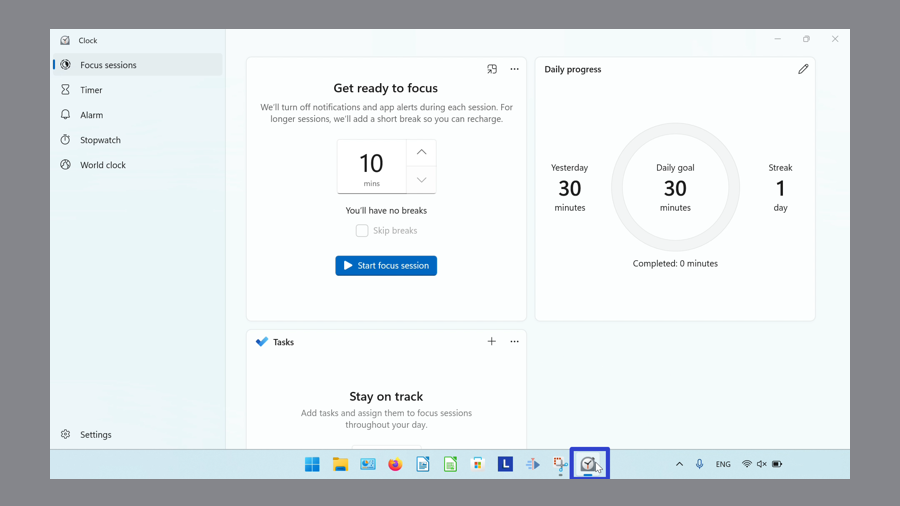 Clock
Focus sessions
Timer
Alarm
Stopwatch
World clock
Settings
Get ready to focus
We'll turn off notifications and app alerts during each session. For
longer sessions, we'll add a short break so you can recharge.
10
mins
You'll have no breaks
Skip breaks
Start focus session
Daily progress
Yesterday
30
minutes
Daily goal
30
minutes
Streak
1
day
Completed: 0 minutes
Tasks
Stay on track
Add tasks and assign them to focus sessions
throughout your day.
L
ENG